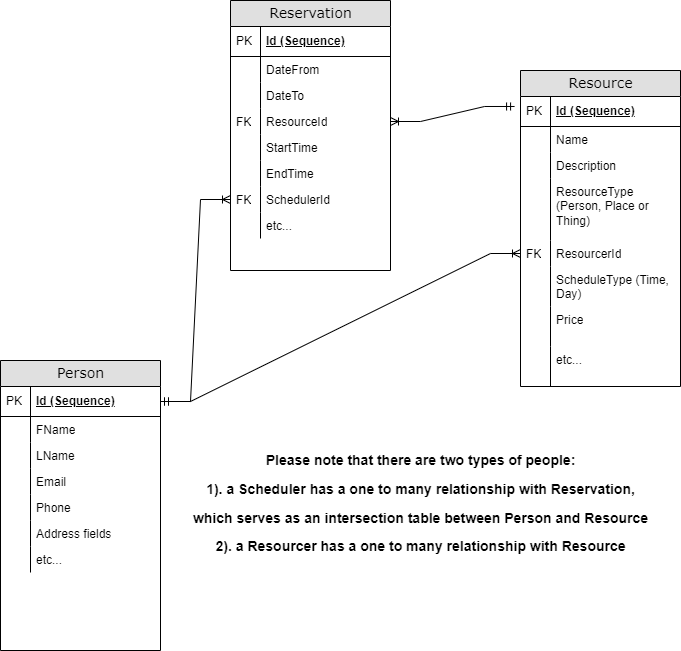 Reservation
PK Id (Sequence)
DateFrom
DateTo
FK ResourceId
StartTime
EndTime
FK SchedulerId
etc...
Resource
PK Id (Sequence)
Name
Description
ResourceType
(Person, Place or
Thing)
FK ResourcerId
ScheduleType (Time,
Day)
Price
etc...
Person
PK Id (Sequence)
FName
LName
Email
Phone
Address fields
etc...
Please note that there are two types of people:
1). a Scheduler has a one to many relationship with Reservation,
which serves as an intersection table between Person and Resource
2). a Resourcer has a one to many relationship with Resource